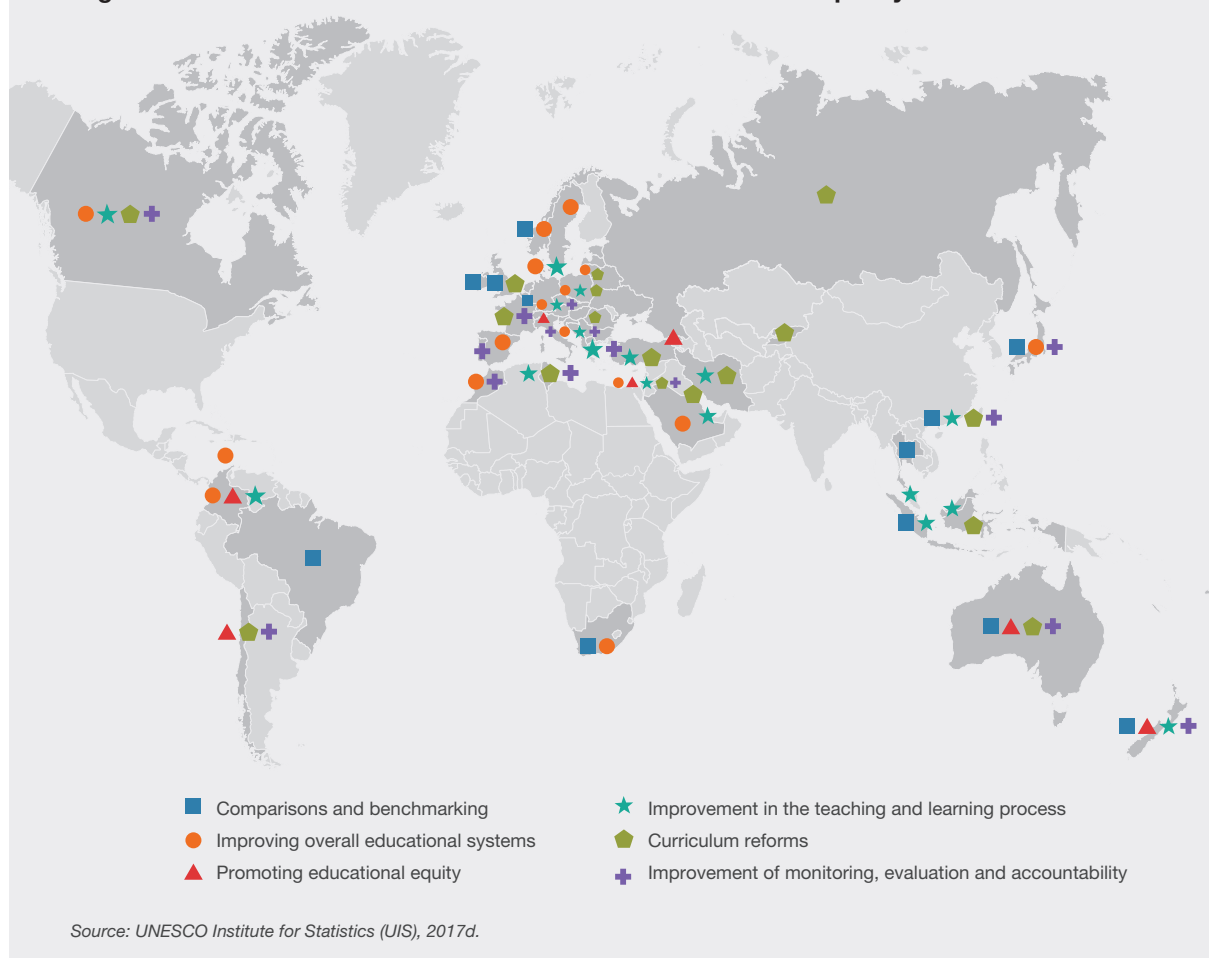 Comparisons and benchmarking
Improving overall educational systems
Promoting educational equity
Improvement in the teaching and learning process
Curriculum reforms
Improvement of monitoring, evaluation and accountability
Source: UNESCO Institute for Statistics (UIS), 2017d.